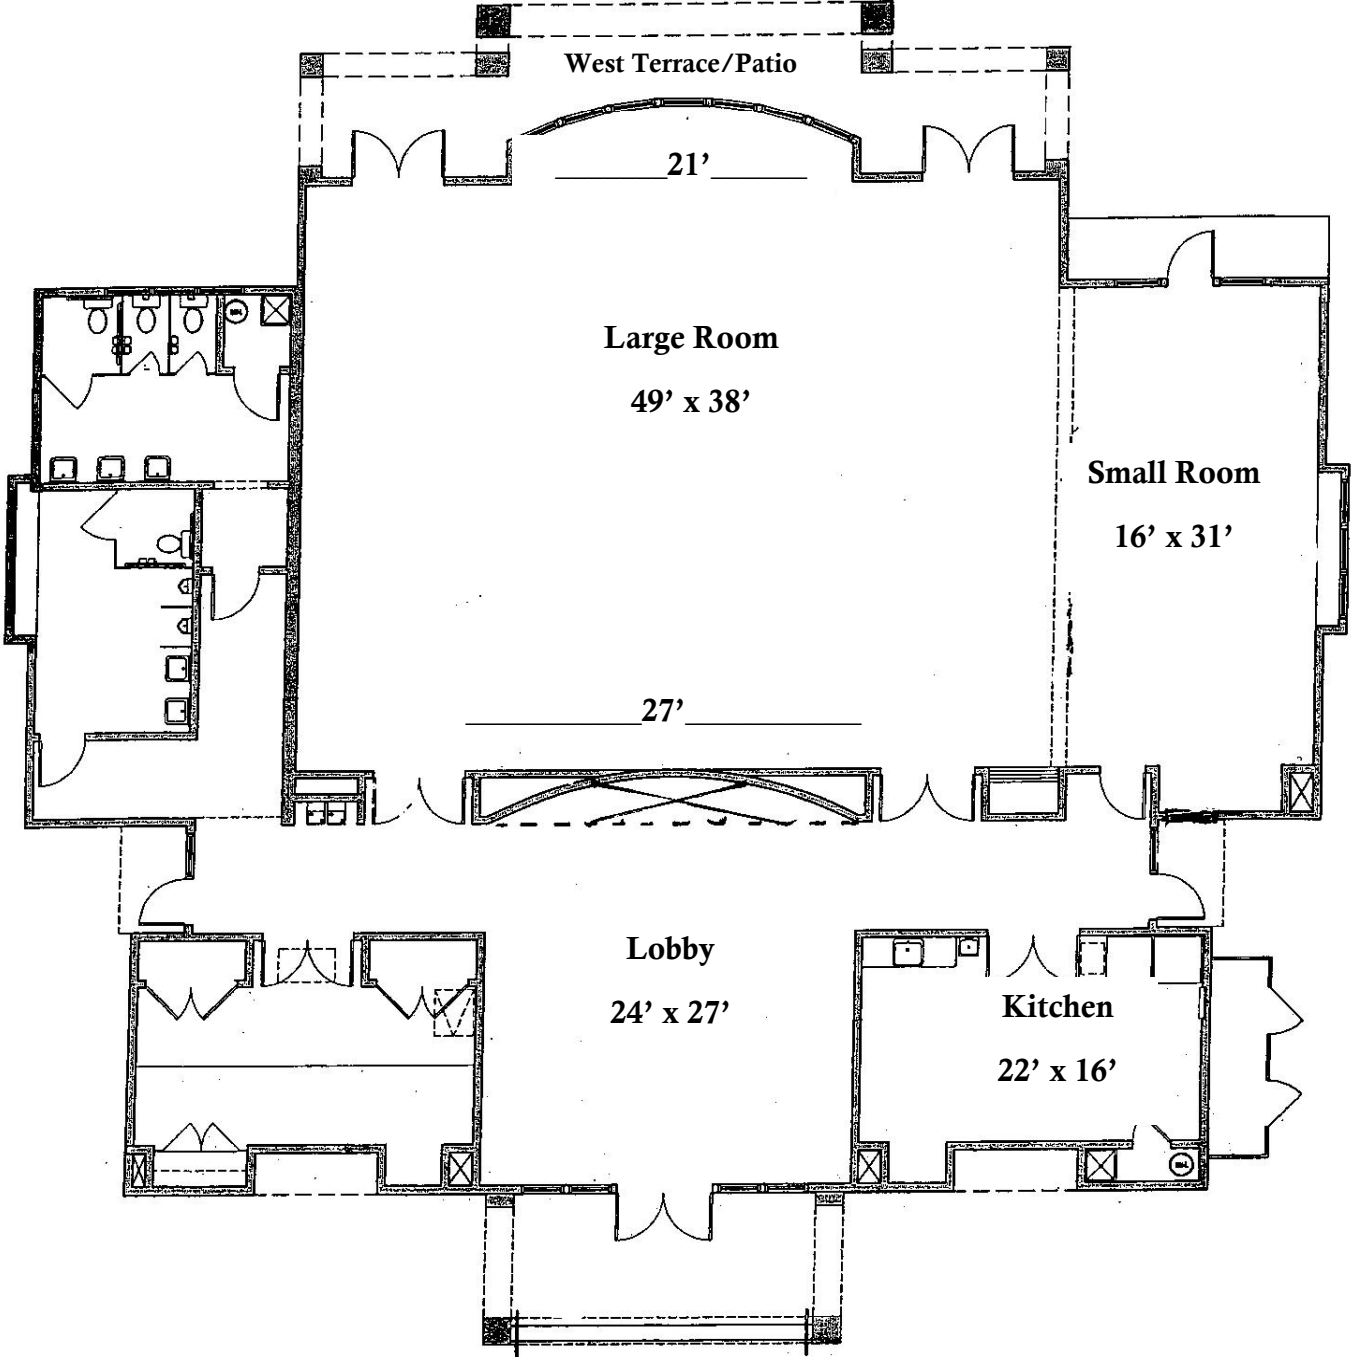 West Terrace/Patio
21’
Large Room
49’ x 38’
Small Room
16’ x 31’
27’
Lobby
24’ x 27’
Kitchen
22’ x 16’